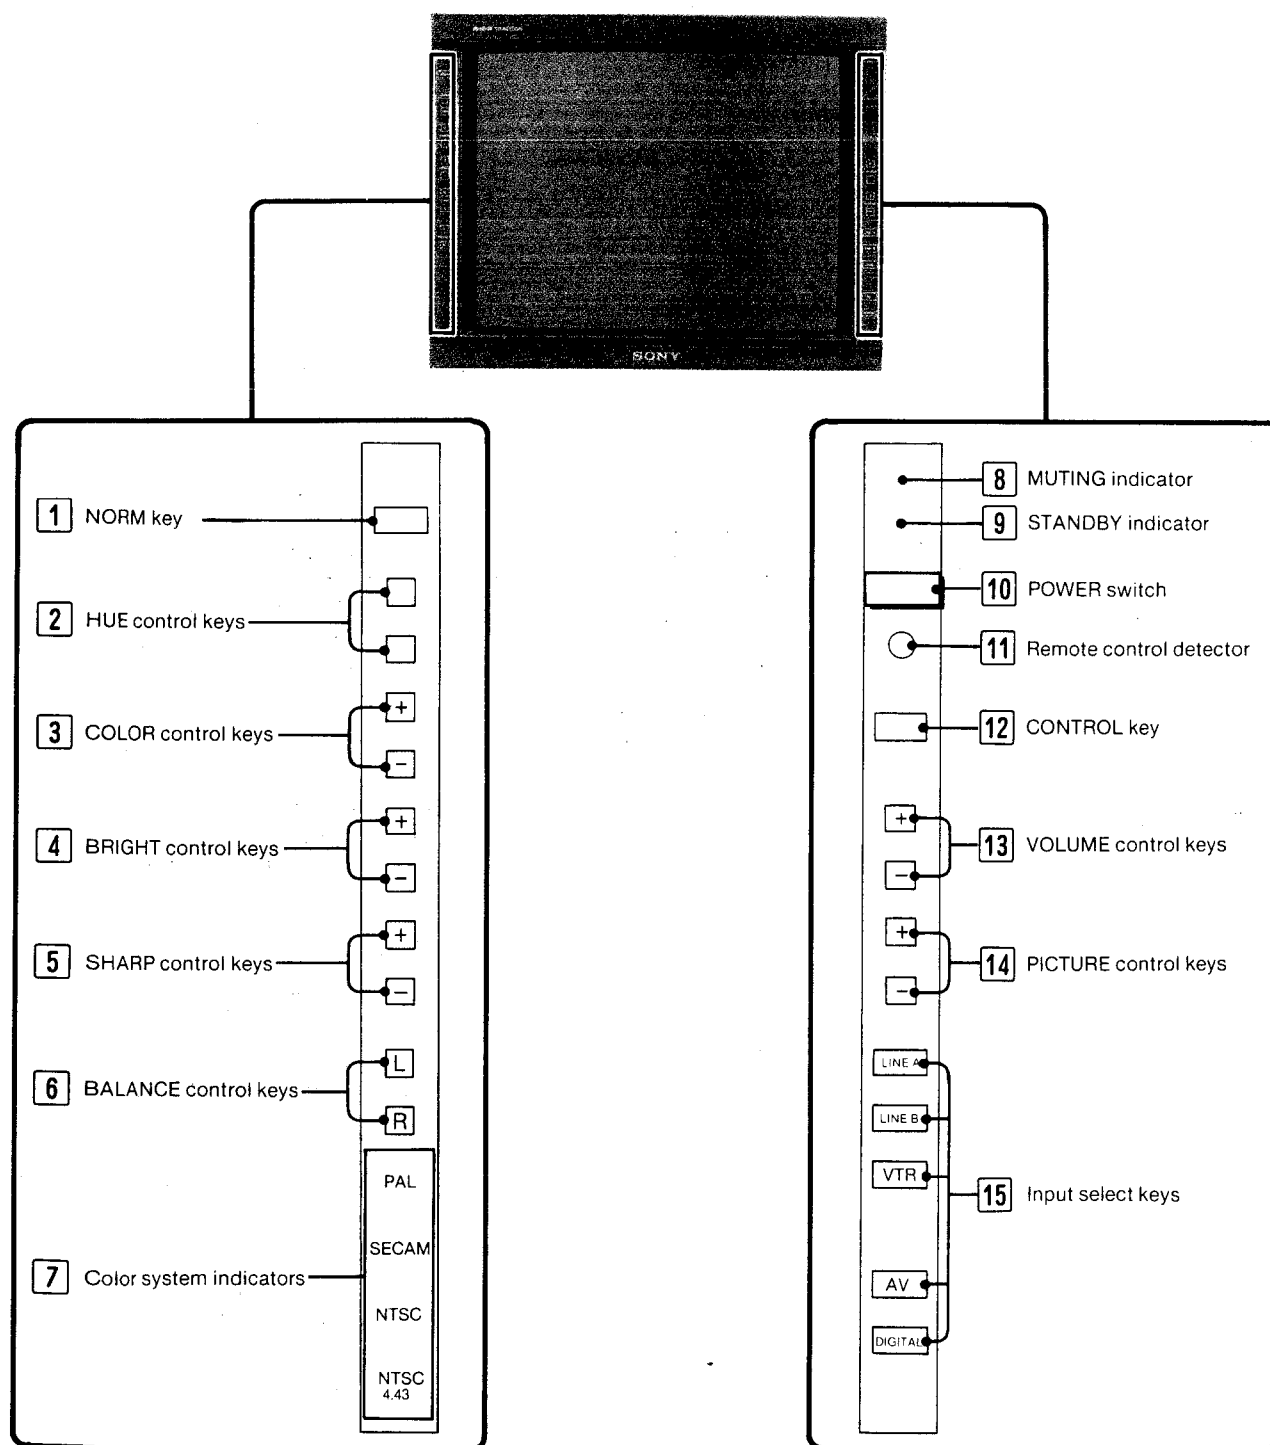 SONY
1 NORM key
2 HUE control keys
3 COLOR control keys
+
−
4 BRIGHT control keys
+
−
5 SHARP control keys
+
−
6 BALANCE control keys
L
R
7 Color system indicators
PAL
SECAM
NTSC
NTSC
4.43
8 MUTING indicator
9 STANDBY indicator
10 POWER switch
11 Remote control detector
12 CONTROL key
13 VOLUME control keys
+
−
14 PICTURE control keys
+
−
LINE A
LINE B
VTR
15 Input select keys
AV
DIGITAL